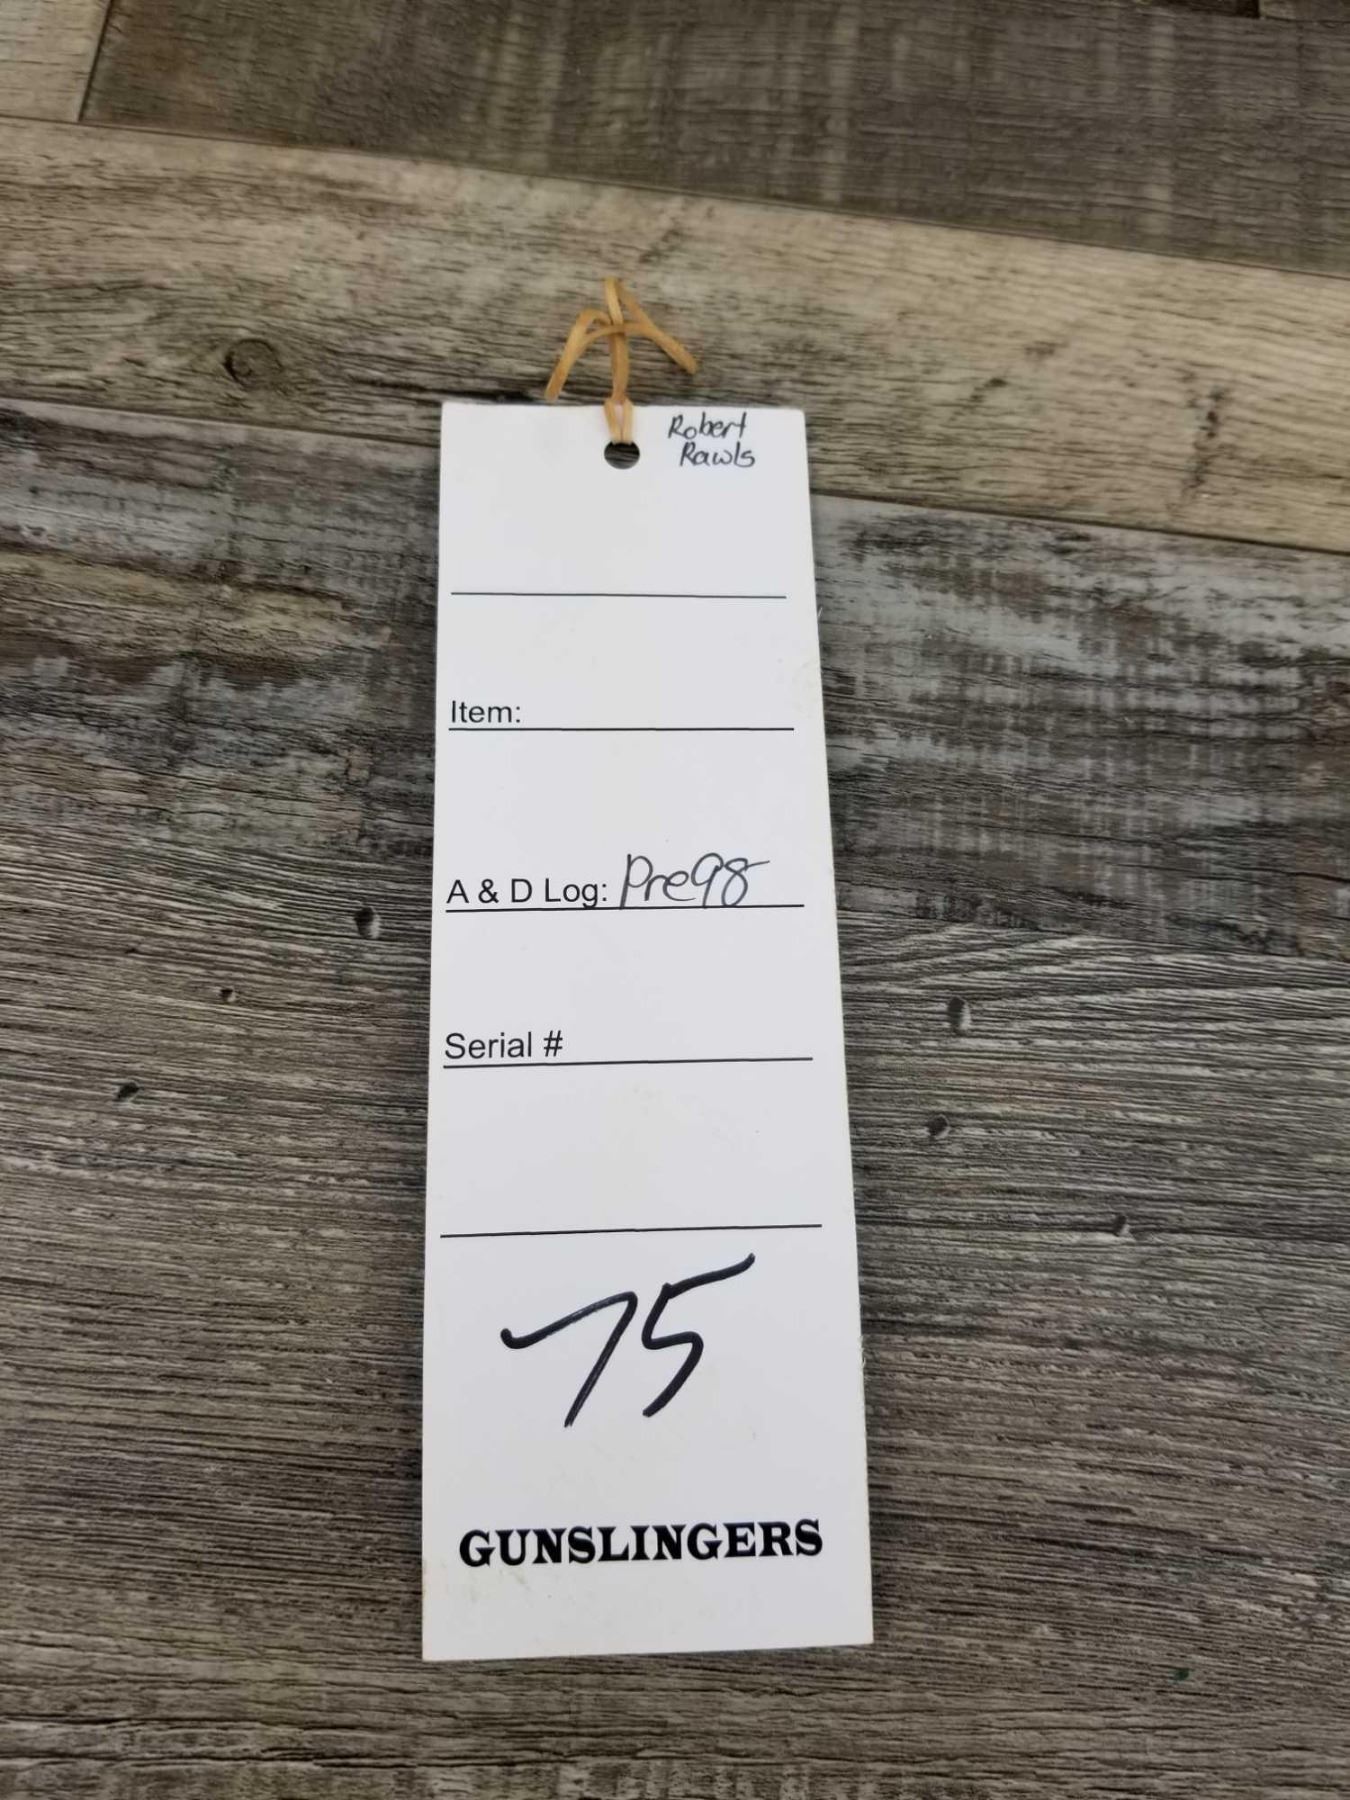 Robert
Rawls
Item:
A & D Log: Pre98
Serial #
75
GUNSLINGERS